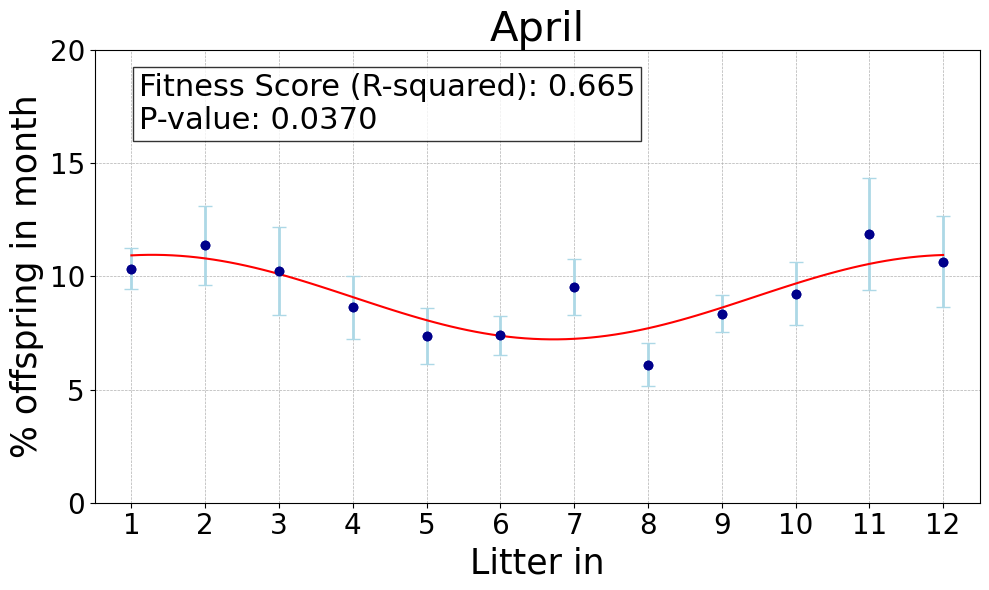 April
Fitness Score (R-squared): 0.665
P-value: 0.0370
% offspring in month
20
15
10
5
0
1 2 3 4 5 6 7 8 9 10 11 12
Litter in